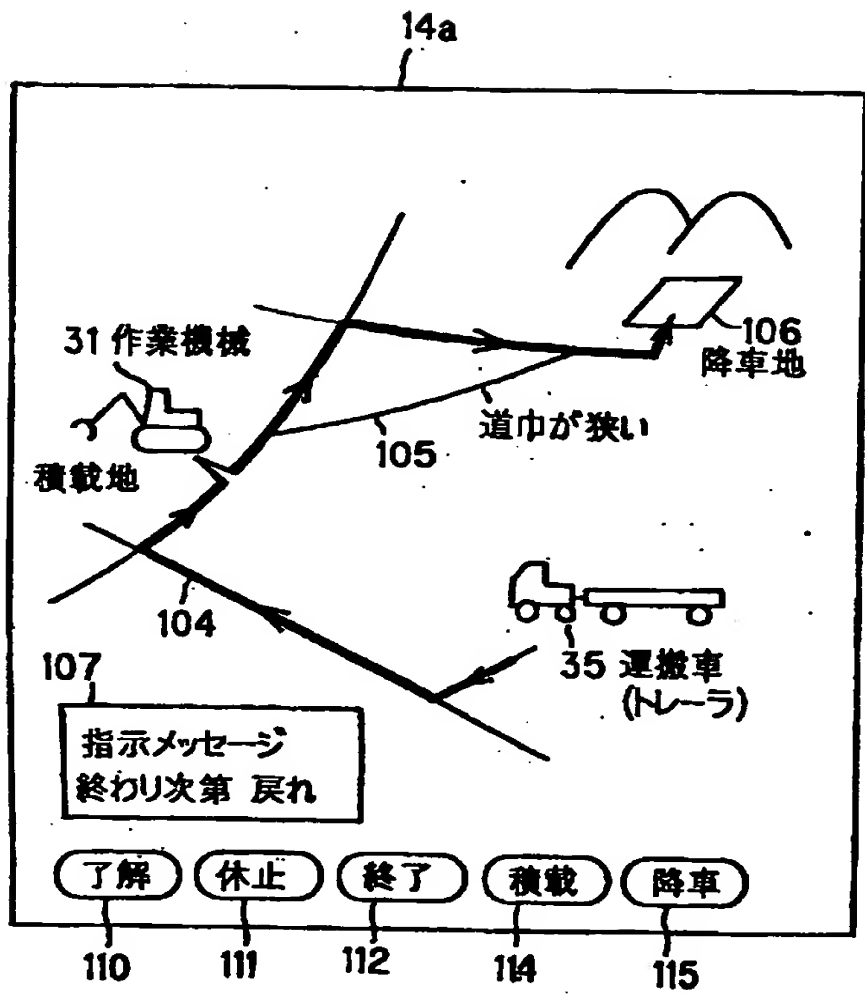 14a
31 作業機械
106
降車地
道巾が狭い
105
積載地
104
35 運搬車
(トレーラ)
107
指示メッセージ
終わり次第 戻れ
了解 休止 終了 積載 降車
110 111 112 114 115